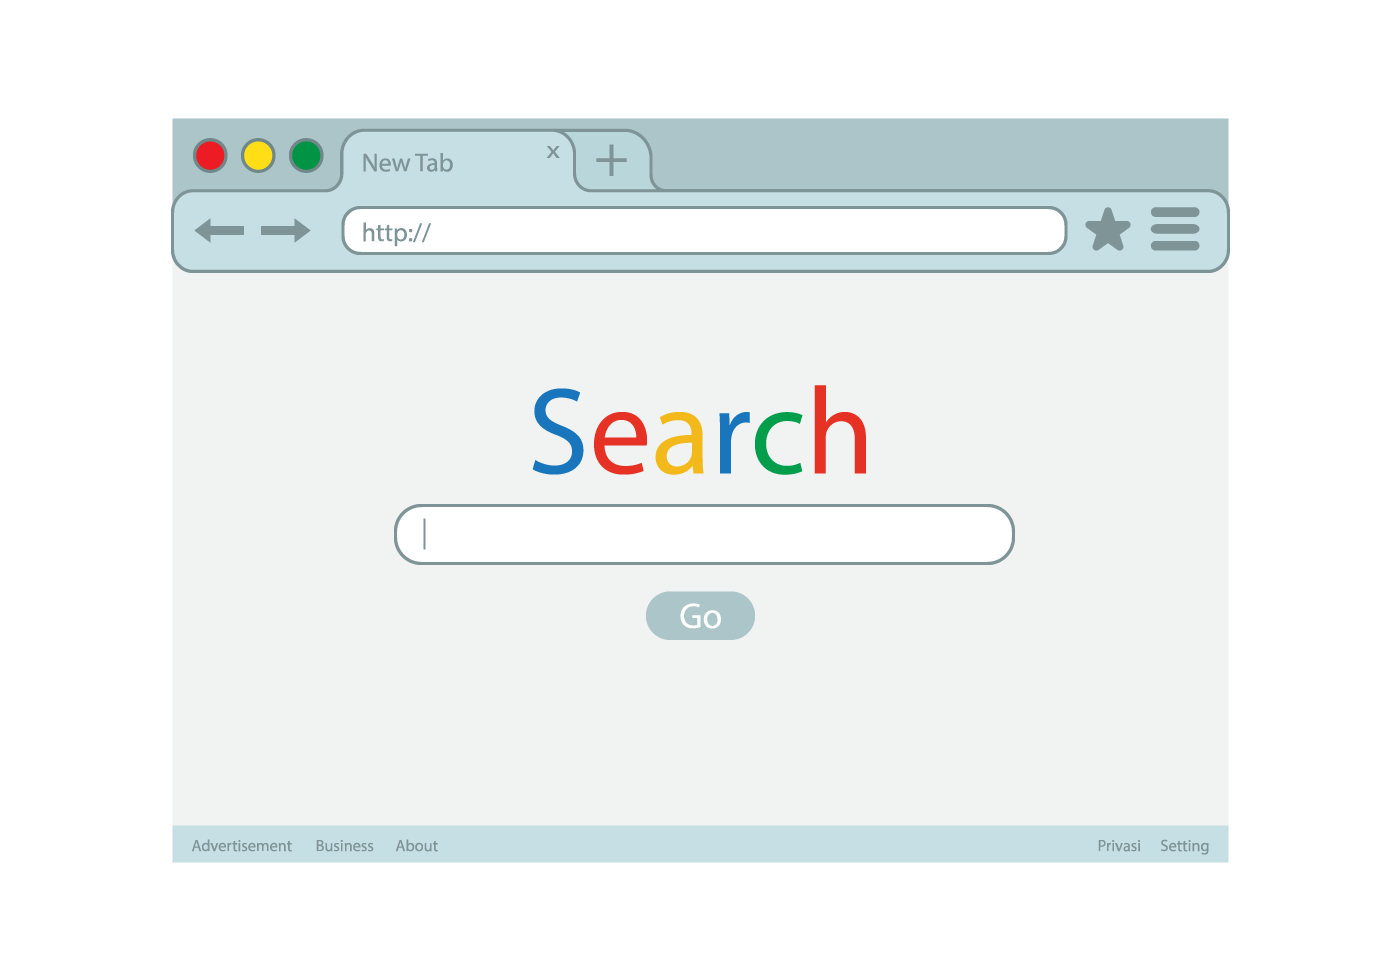 New Tab x
http://
Search
Go
Advertisement Business About Privasi Setting